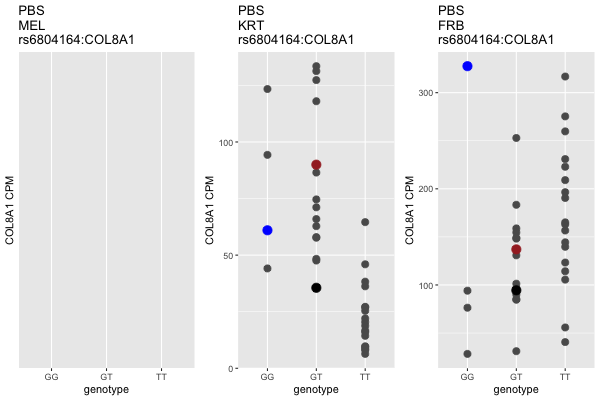 PBS
MEL
rs6804164:COL8A1
COL8A1 CPM
GG GT TT
genotype
PBS
KRT
rs6804164:COL8A1
COL8A1 CPM
100
50
0
GG GT TT
genotype
PBS
FRB
rs6804164:COL8A1
COL8A1 CPM
300
200
100
GG GT TT
genotype